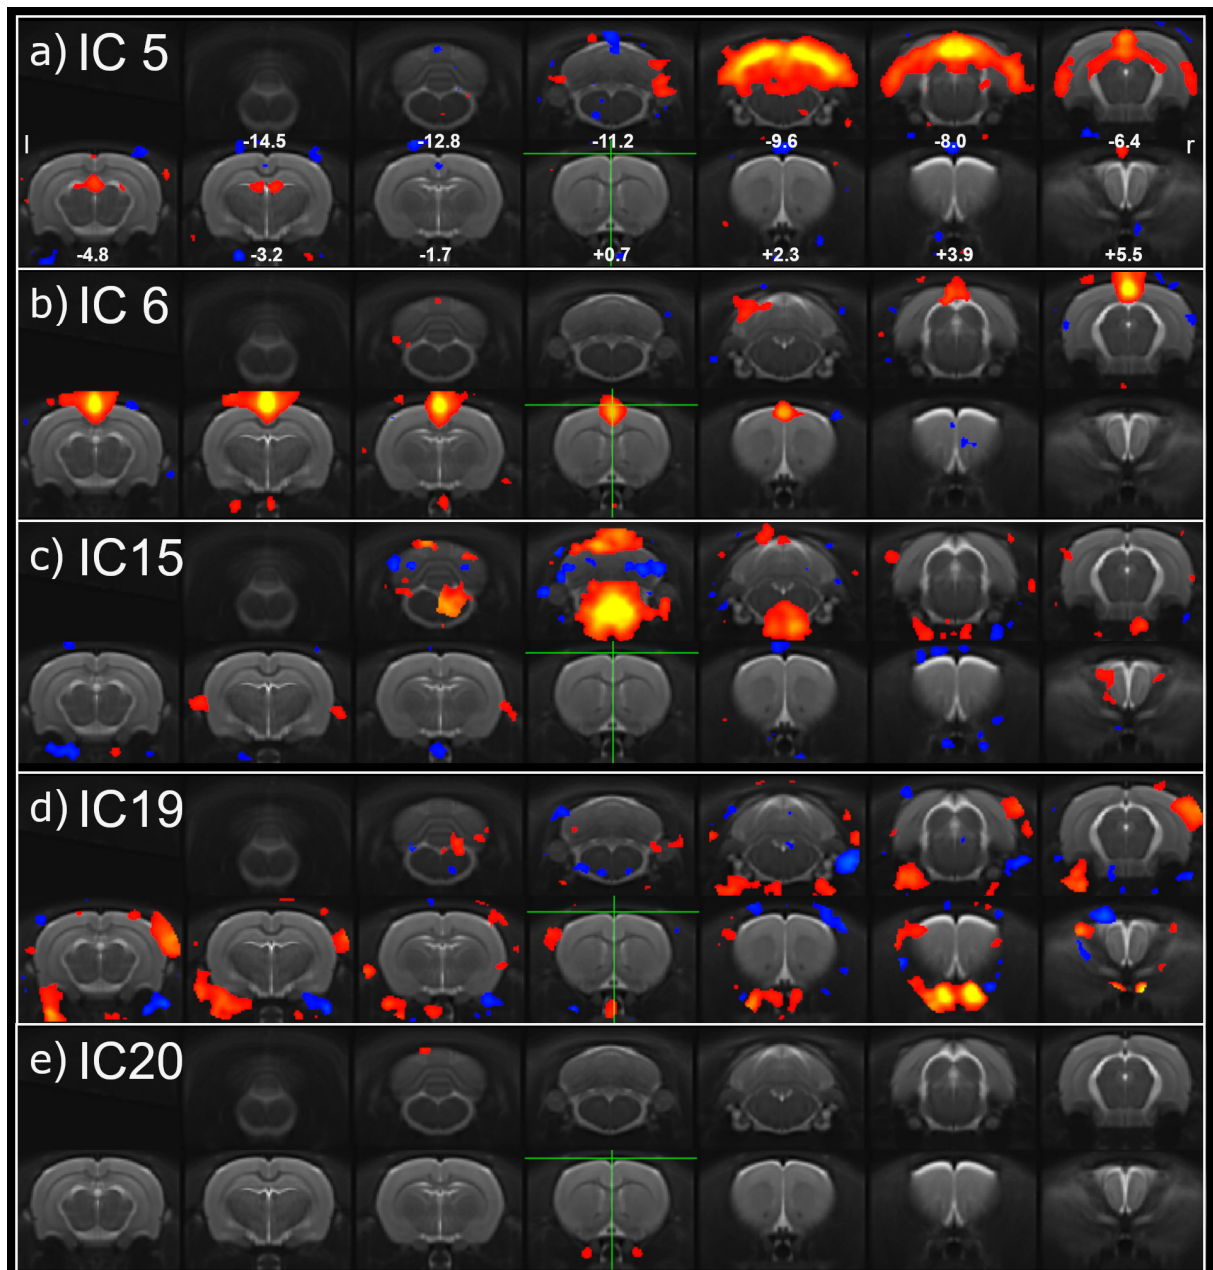 a) IC 5
-14.5 -12.8 -11.2 -9.6 -8.0 -6.4
l r
-4.8 -3.2 -1.7 +0.7 +2.3 +3.9 +5.5
b) IC 6
c) IC15
d) IC19
e) IC20